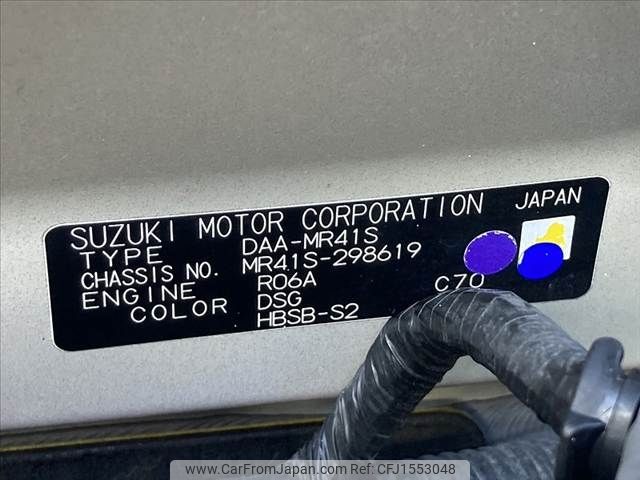 SUZUKI MOTOR CORPORATION JAPAN
TYPE DAA-MR41S
CHASSIS NO. MR41S-298619
ENGINE R06A C70
COLOR DSG
HBSB-S2
www.CarFromJapan.com CFJ1553048